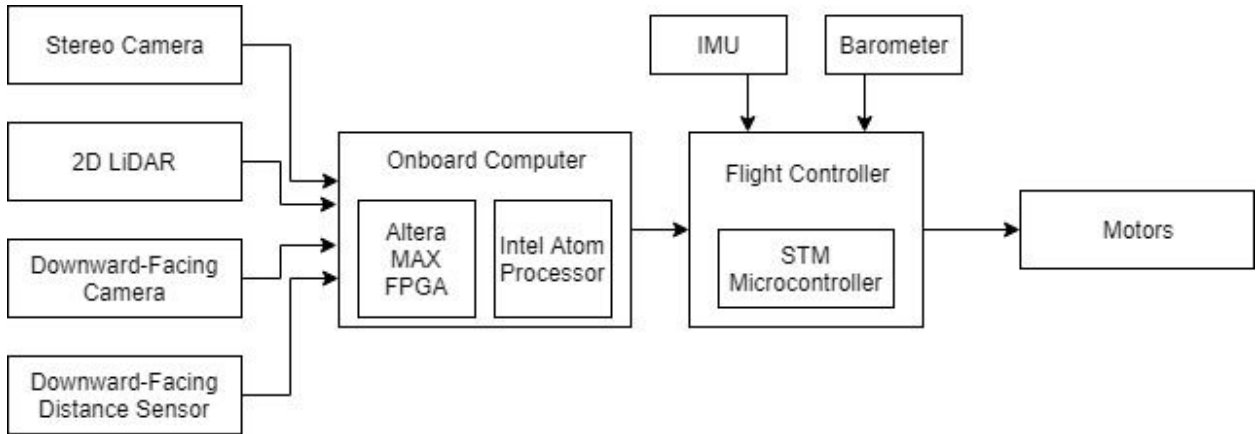 Stereo Camera
IMU
Barometer
2D LiDAR
Onboard Computer
Flight Controller
Altera
MAX
FPGA
Intel Atom
Processor
STM
Microcontroller
Motors
Downward-Facing
Camera
Downward-Facing
Distance Sensor